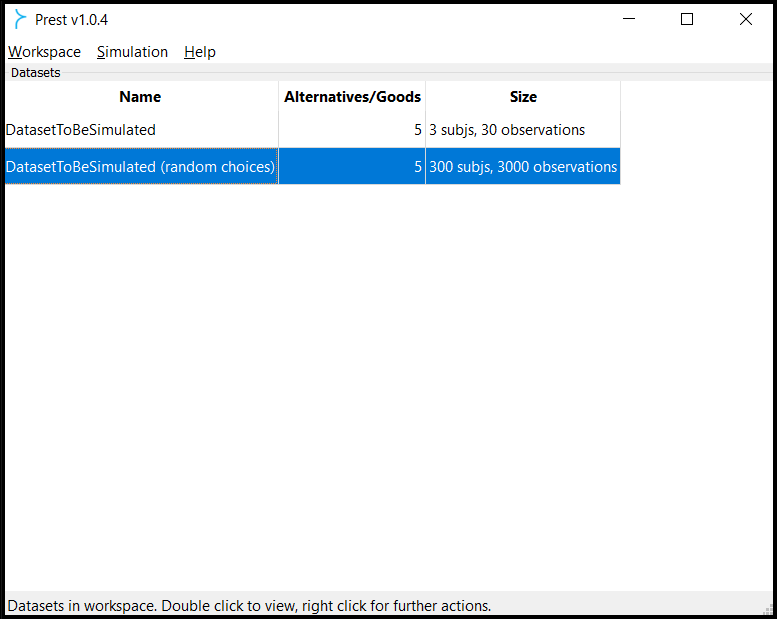 Prest v1.0.4
Workspace Simulation Help
Datasets
Name Alternatives/Goods Size
DatasetToBeSimulated 5 3 subjs, 30 observations
DatasetToBeSimulated (random choices) 5 300 subjs, 3000 observations
Datasets in workspace. Double click to view, right click for further actions.